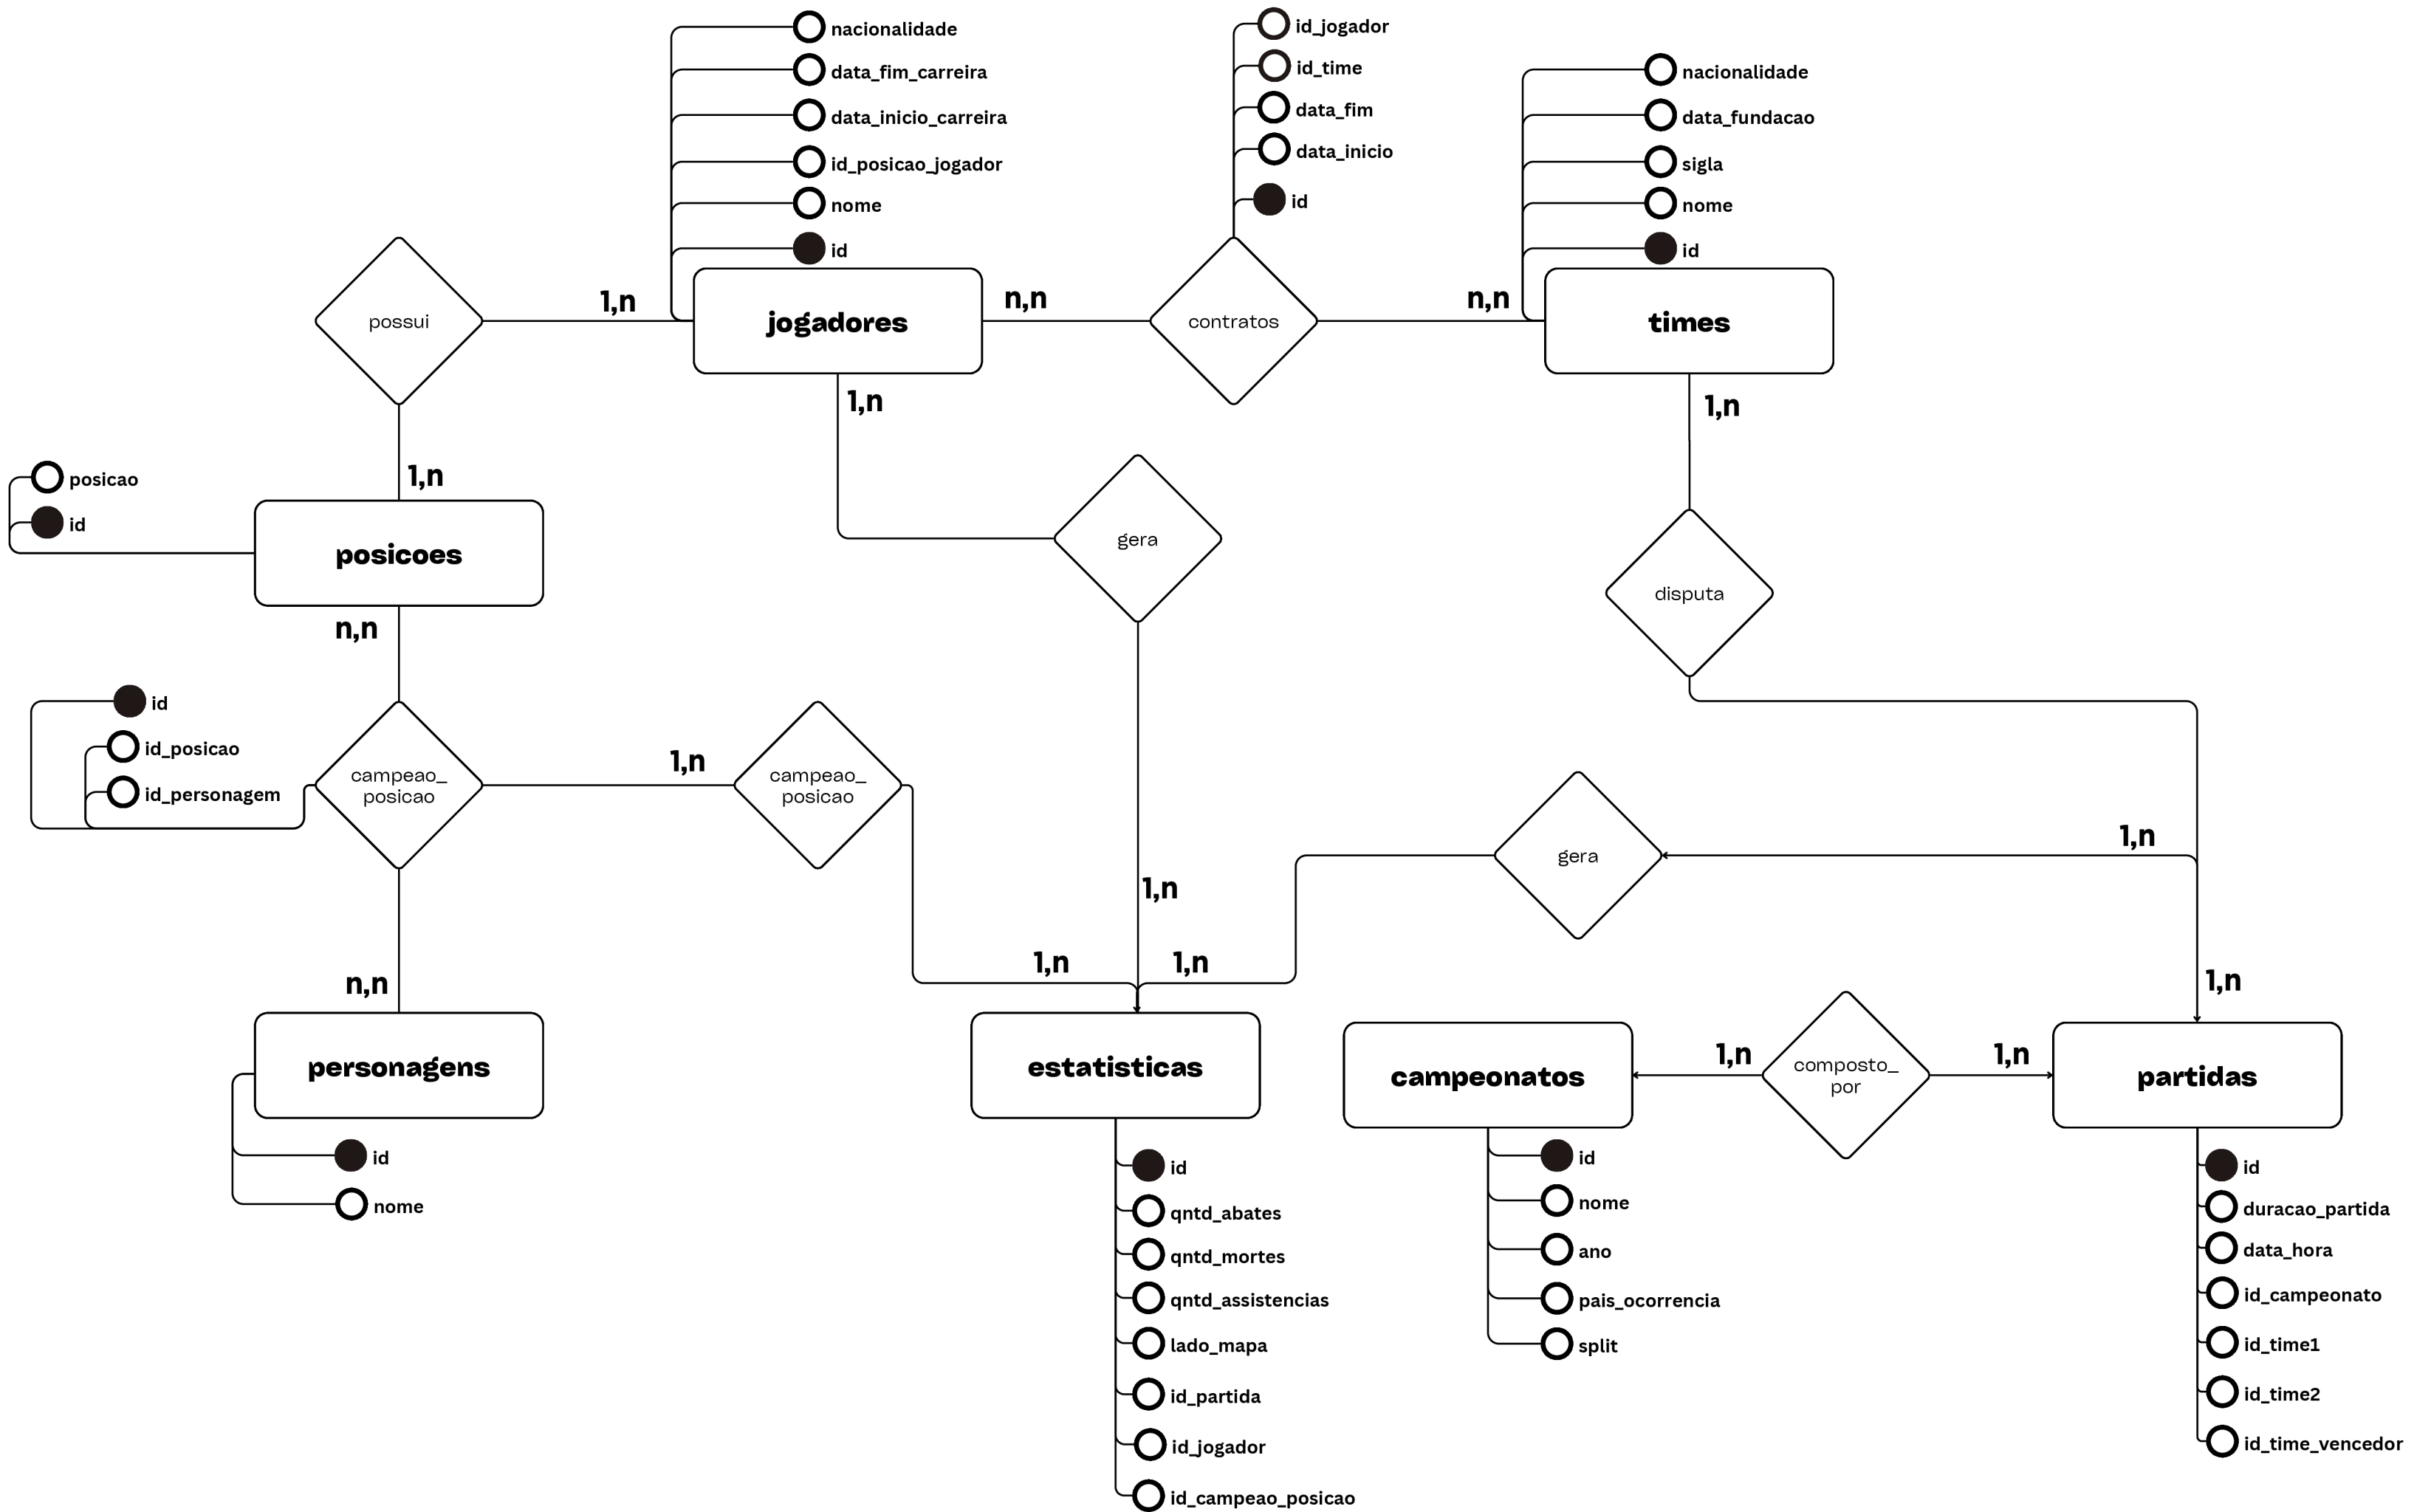 nacionalidade
data_fim_carreira
data_inicio_carreira
id_posicao_jogador
nome
id
id_jogador
id_time
data_fim
data_inicio
id
nacionalidade
data_fundacao
sigla
nome
id
possui
1,n
jogadores
n,n
contratos
n,n
times
1,n
1,n
1,n
posicao
id
posicoes
gera
disputa
n,n
id
id_posicao
id_personagem
campeao_
posicao
1,n
campeao_
posicao
gera
1,n
1,n
n,n
1,n
1,n
1,n
personagens
id
nome
estatisticas
id
qntd_abates
qntd_mortes
qntd_assistencias
lado_mapa
id_partida
id_jogador
id_campeao_posicao
campeonatos
1,n
composto_
por
1,n
partidas
id
nome
ano
pais_ocorrencia
split
id
duracao_partida
data_hora
id_campeonato
id_time1
id_time2
id_time_vencedor